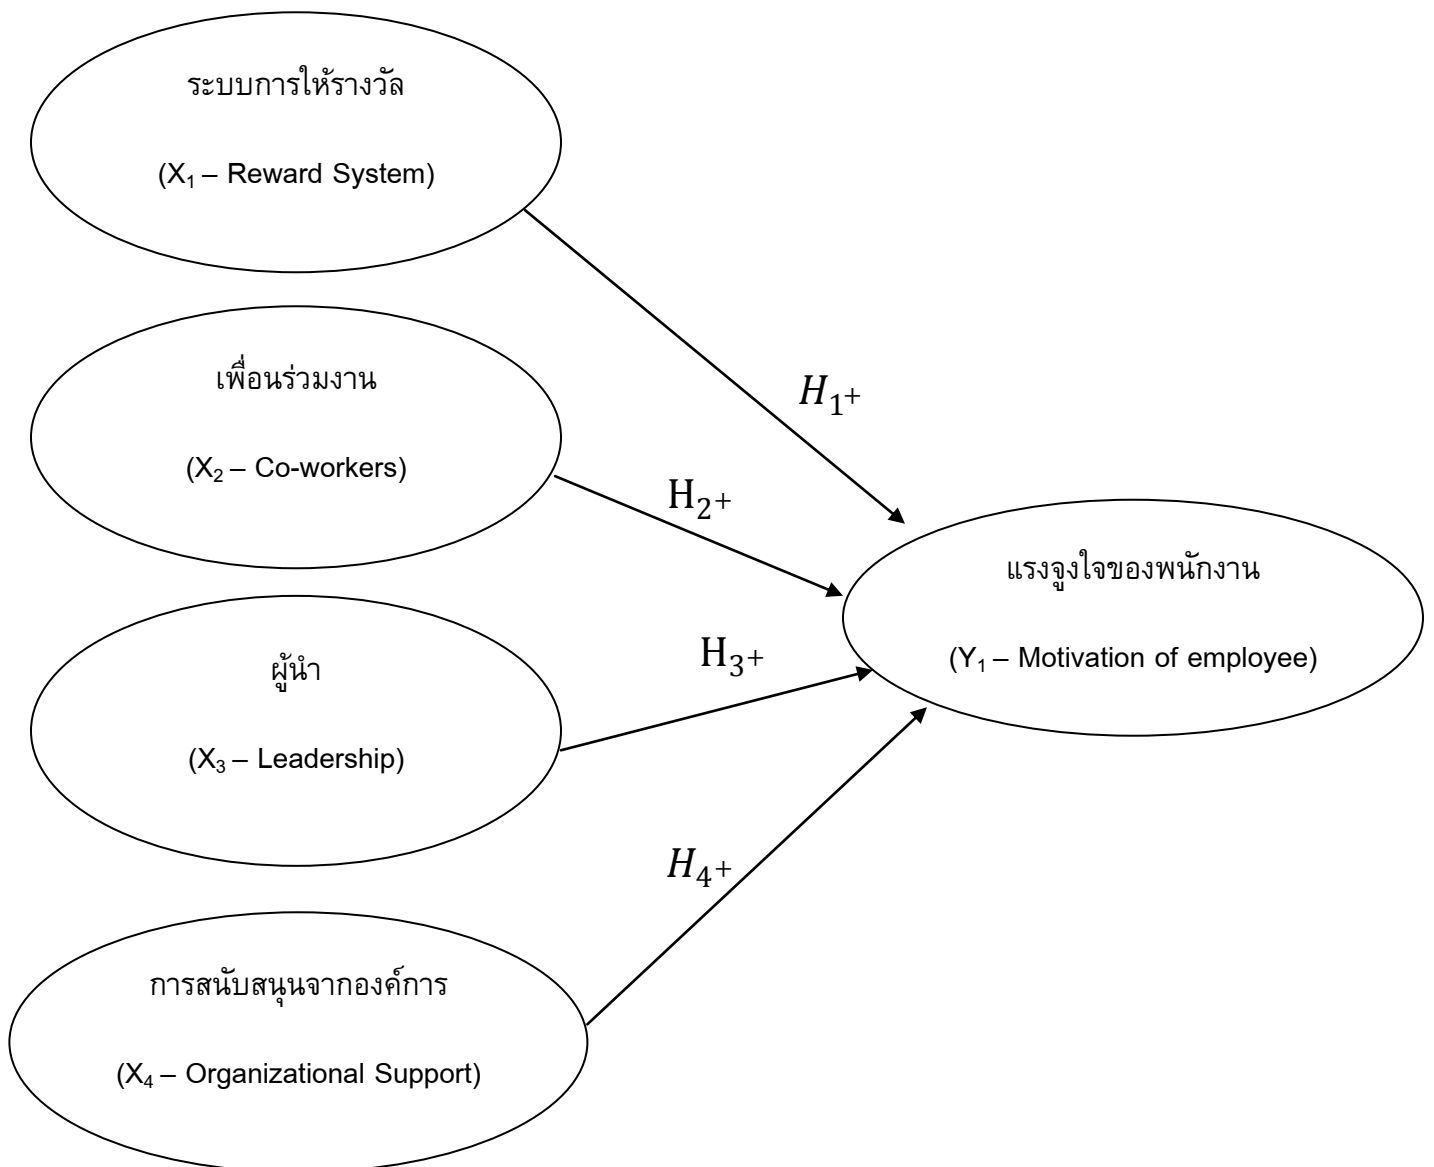 ระบบการให้รางวัล
(X₁ – Reward System)
เพื่อนร่วมงาน
(X₂ – Co-workers)
ผู้นำ
(X₃ – Leadership)
การสนับสนุนจากองค์การ
(X₄ – Organizational Support)
H₁+
H₂+
H₃+
H₄+
แรงจูงใจของพนักงาน
(Y₁ – Motivation of employee)